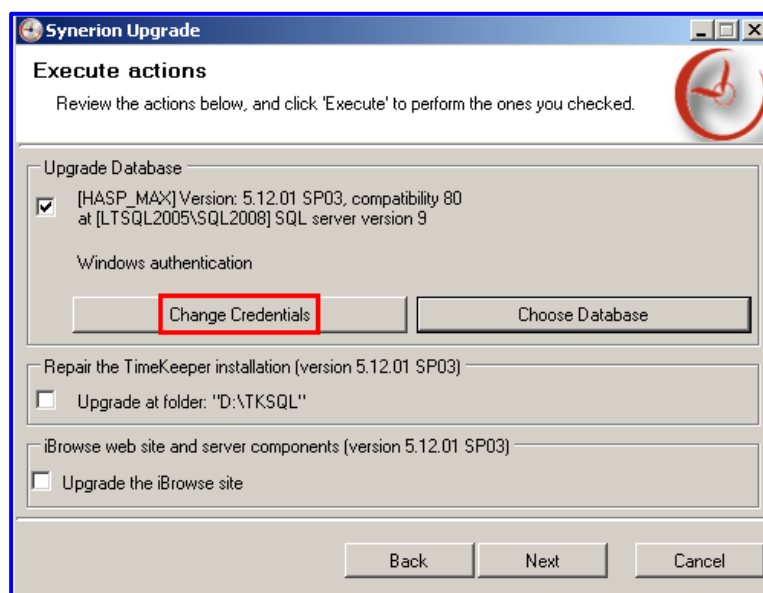 Synerion Upgrade
Execute actions
Review the actions below, and click 'Execute' to perform the ones you checked.
Upgrade Database
[HASP_MAX] Version: 5.12.01 SP03, compatibility 80
at [LTSQL2005\SQL2008] SQL server version 9
Windows authentication
Change Credentials
Choose Database
Repair the TimeKeeper installation (version 5.12.01 SP03)
Upgrade at folder: "D:\TKSQL"
iBrowse web site and server components (version 5.12.01 SP03)
Upgrade the iBrowse site
Back
Next
Cancel